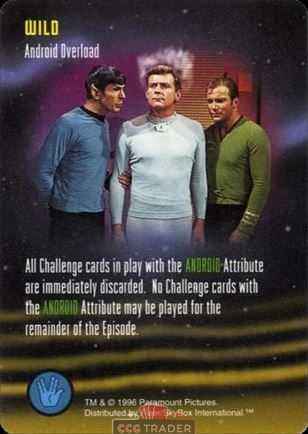 WILD
Android Overload
All Challenge cards in play with the ANDROID Attribute
are immediately discarded. No Challenge cards with
the ANDROID Attribute may be played for the
remainder of the Episode.
TM & © 1996 Paramount Pictures.
Distributed by SkyBox International.™
CCG TRADER